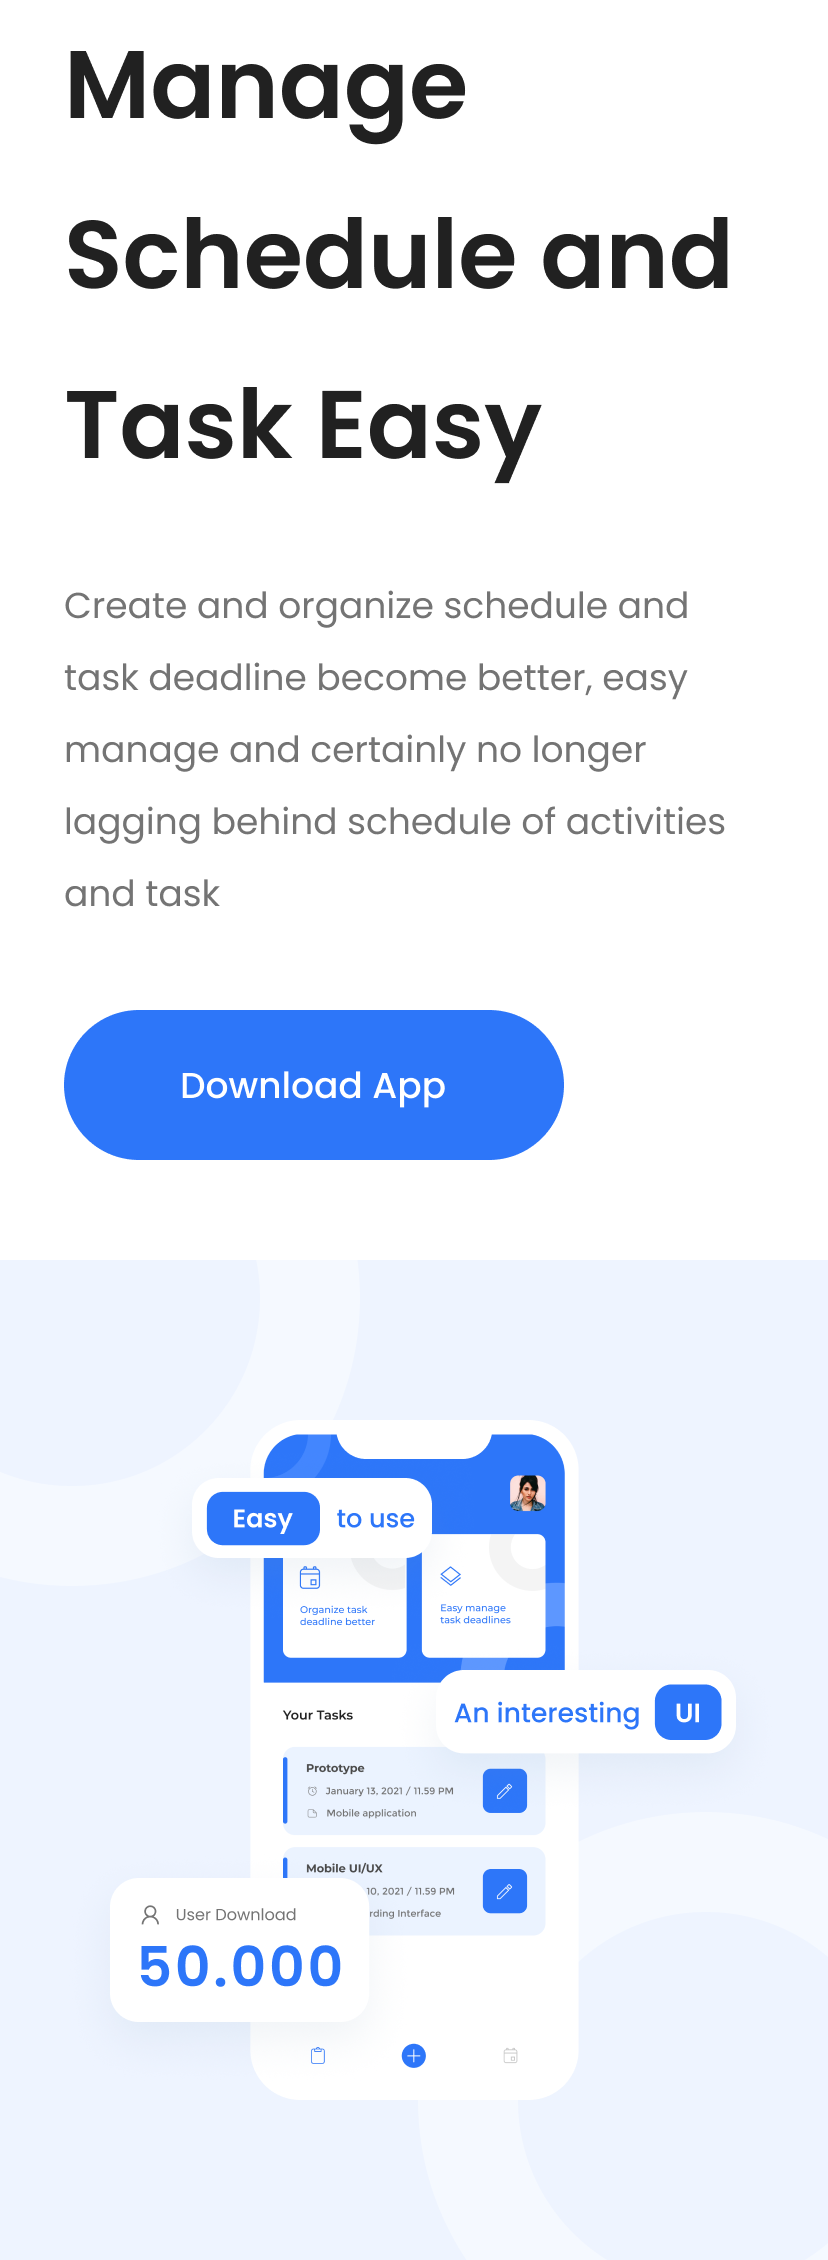 Manage
Schedule and
Task Easy
Create and organize schedule and
task deadline become better, easy
manage and certainly no longer
lagging behind schedule of activities
and task
Download App
Easy to use
Organize task
deadline better
Easy manage
task deadlines
An interesting UI
Your Tasks
Prototype
January 13, 2021 / 11.59 PM
Mobile application
Mobile UI/UX
10, 2021 / 11.59 PM
Interface
User Download
50.000